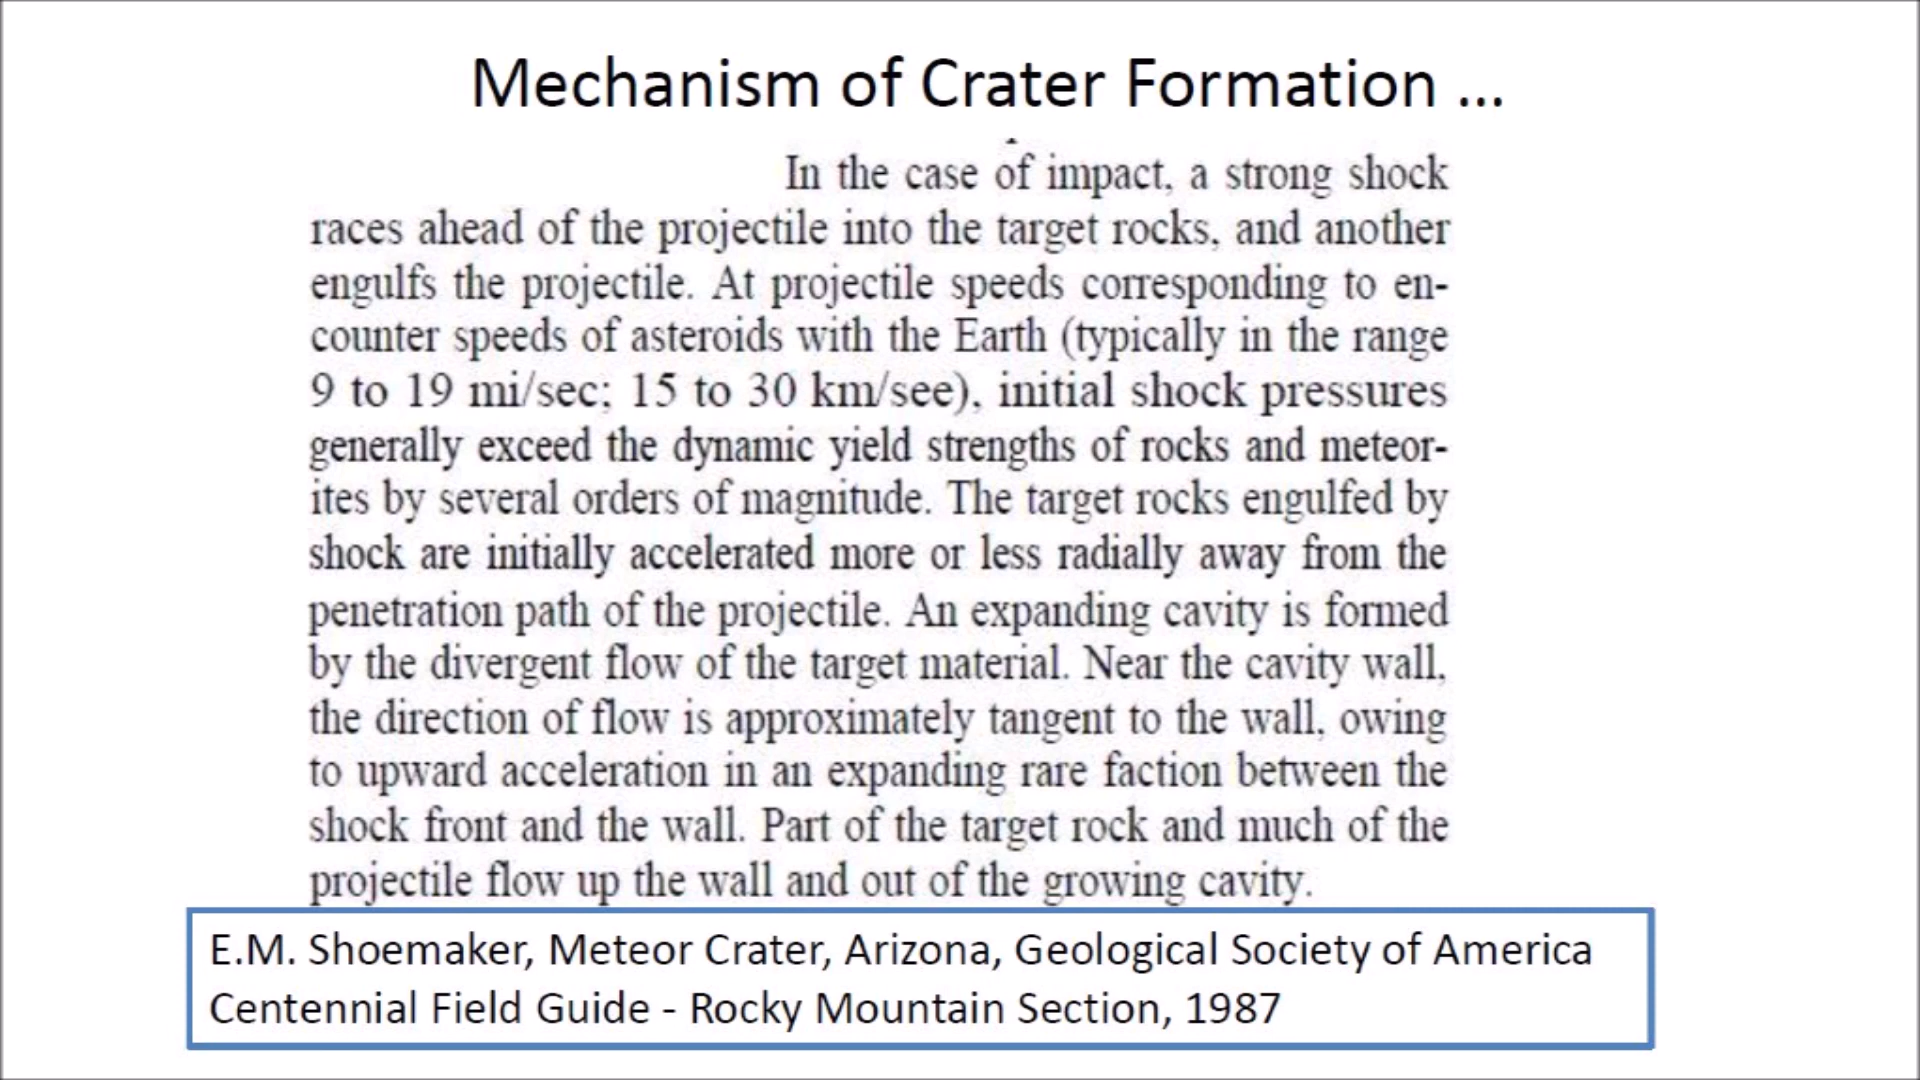 Mechanism of Crater Formation ...
In the case of impact, a strong shock
races ahead of the projectile into the target rocks, and another
engulfs the projectile. At projectile speeds corresponding to en-
counter speeds of asteroids with the Earth (typically in the range
9 to 19 mi/sec; 15 to 30 km/see), initial shock pressures
generally exceed the dynamic yield strengths of rocks and meteor-
ites by several orders of magnitude. The target rocks engulfed by
shock are initially accelerated more or less radially away from the
penetration path of the projectile. An expanding cavity is formed
by the divergent flow of the target material. Near the cavity wall,
the direction of flow is approximately tangent to the wall, owing
to upward acceleration in an expanding rare faction between the
shock front and the wall. Part of the target rock and much of the
projectile flow up the wall and out of the growing cavity.
E.M. Shoemaker, Meteor Crater, Arizona, Geological Society of America
Centennial Field Guide - Rocky Mountain Section, 1987